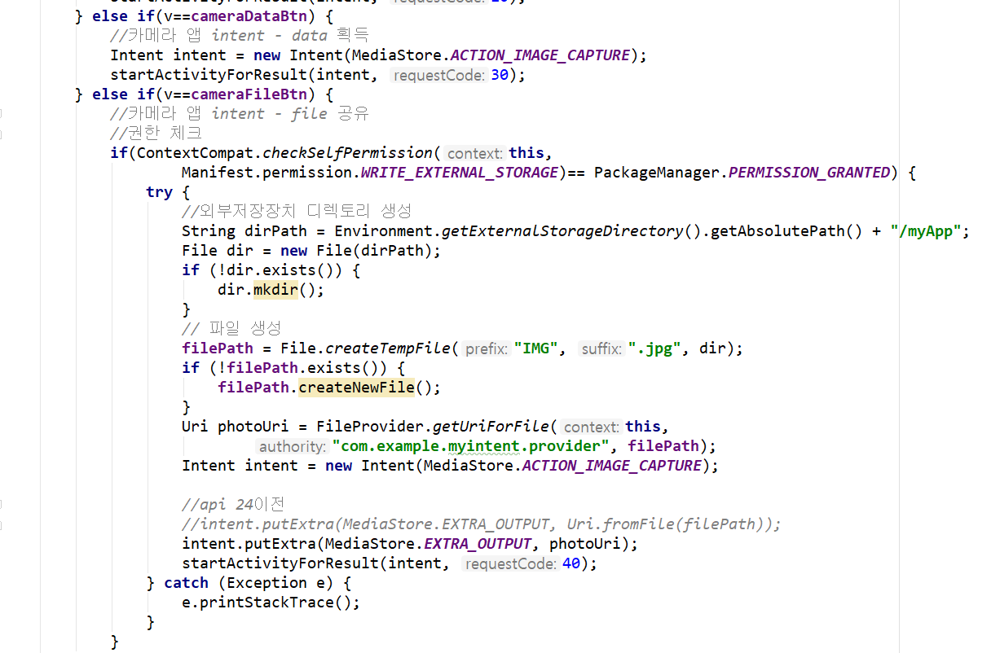 } else if(v==cameraDataBtn) {
//카메라 앱 intent - data 획득
Intent intent = new Intent(MediaStore.ACTION_IMAGE_CAPTURE);
startActivityForResult(intent, requestCode: 30);
} else if(v==cameraFileBtn) {
//카메라 앱 intent - file 공유
//권한 체크
if(ContextCompat.checkSelfPermission( context: this,
Manifest.permission.WRITE_EXTERNAL_STORAGE)== PackageManager.PERMISSION_GRANTED) {
try {
//외부저장장치 디렉토리 생성
String dirPath = Environment.getExternalStorageDirectory().getAbsolutePath() + "/myApp";
File dir = new File(dirPath);
if (!dir.exists()) {
dir.mkdir();
}
// 파일 생성
filePath = File.createTempFile( prefix: "IMG", suffix: ".jpg", dir);
if (!filePath.exists()) {
filePath.createNewFile();
}
Uri photoUri = FileProvider.getUriForFile( context: this,
authority: "com.example.myintent.provider", filePath);
Intent intent = new Intent(MediaStore.ACTION_IMAGE_CAPTURE);
//api 24이전
//intent.putExtra(MediaStore.EXTRA_OUTPUT, Uri.fromFile(filePath));
intent.putExtra(MediaStore.EXTRA_OUTPUT, photoUri);
startActivityForResult(intent, requestCode: 40);
} catch (Exception e) {
e.printStackTrace();
}
}